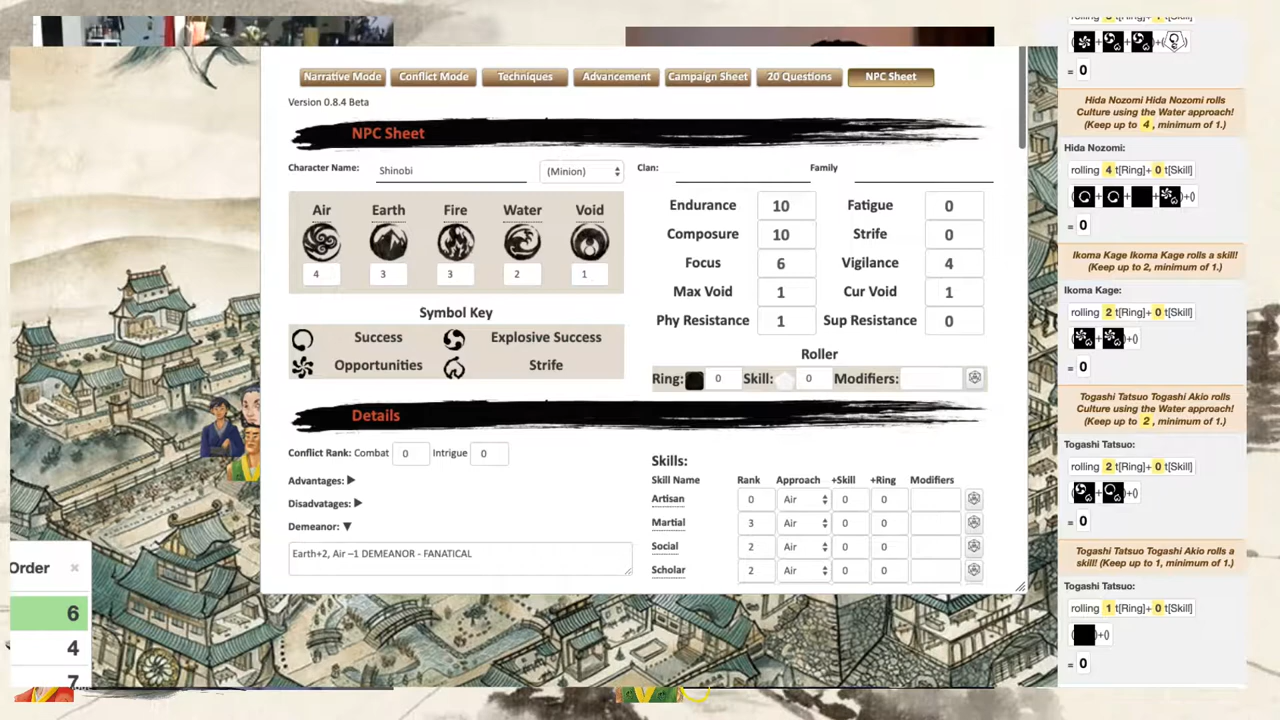 Narrative Mode Conflict Mode Techniques Advancement Campaign Sheet 20 Questions NPC Sheet
Version 0.8.4 Beta
NPC Sheet
Character Name: Shinobi (Minion) Clan: Family
Air Earth Fire Water Void
4 3 3 2 1
Symbol Key
Success Explosive Success
Opportunities Strife
Endurance 10 Fatigue 0
Composure 10 Strife 0
Focus 6 Vigilance 4
Max Void 1 Cur Void 1
Phy Resistance 1 Sup Resistance 0
Roller
Ring: 0 Skill: 0 Modifiers:
Details
Conflict Rank: Combat 0 Intrigue 0
Advantages:
Disadvatages:
Demeanor:
Earth+2, Air –1 DEMEANOR - FANATICAL
Skills:
Skill Name Rank Approach +Skill +Ring Modifiers
Artisan 0 Air 0 0
Martial 3 Air 0 0
Social 2 Air 0 0
Scholar 2 Air 0 0
Order ×
6
4
7
= 0
Hida Nozomi Hida Nozomi rolls
Culture using the Water approach!
(Keep up to 4 , minimum of 1.)
Hida Nozomi:
rolling 4 t[Ring]+ 0 t[Skill]
( + + + )+()
= 0
Ikoma Kage Ikoma Kage rolls a skill!
(Keep up to 2, minimum of 1.)
Ikoma Kage:
rolling 2 t[Ring]+ 0 t[Skill]
( + )+()
= 0
Togashi Tatsuo Togashi Akio rolls
Culture using the Water approach!
(Keep up to 2 , minimum of 1.)
Togashi Tatsuo:
rolling 2 t[Ring]+ 0 t[Skill]
( + )+()
= 0
Togashi Tatsuo Togashi Akio rolls a
skill! (Keep up to 1, minimum of 1.)
Togashi Tatsuo:
rolling 1 t[Ring]+ 0 t[Skill]
( )+()
= 0